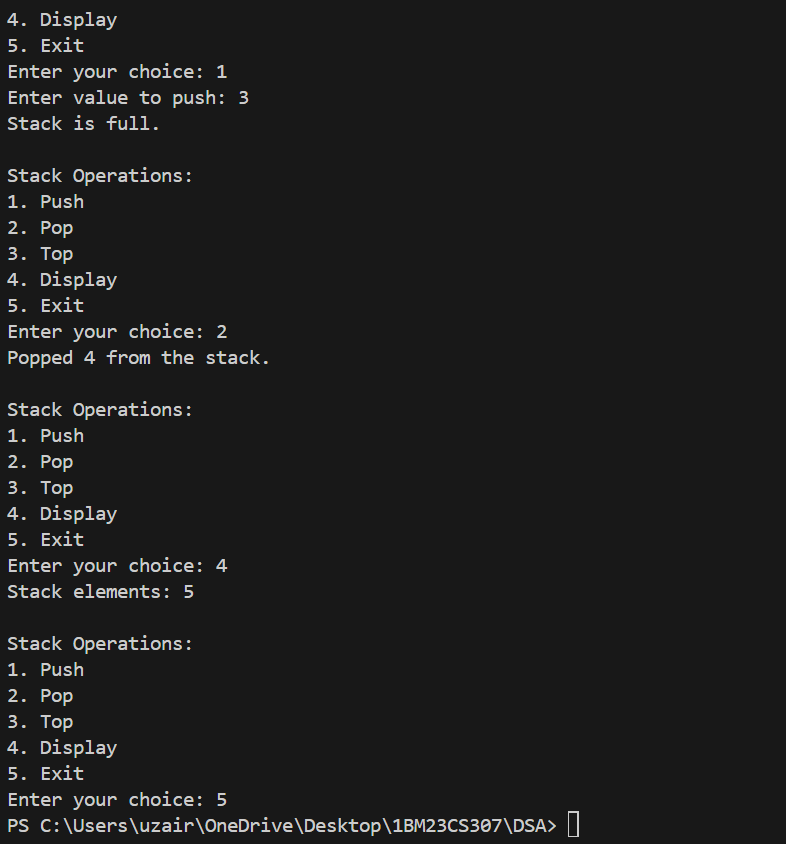 4. Display
5. Exit
Enter your choice: 1
Enter value to push: 3
Stack is full.
Stack Operations:
1. Push
2. Pop
3. Top
4. Display
5. Exit
Enter your choice: 2
Popped 4 from the stack.
Stack Operations:
1. Push
2. Pop
3. Top
4. Display
5. Exit
Enter your choice: 4
Stack elements: 5
Stack Operations:
1. Push
2. Pop
3. Top
4. Display
5. Exit
Enter your choice: 5
PS C:\Users\uzair\OneDrive\Desktop\1BM23CS307\DSA>